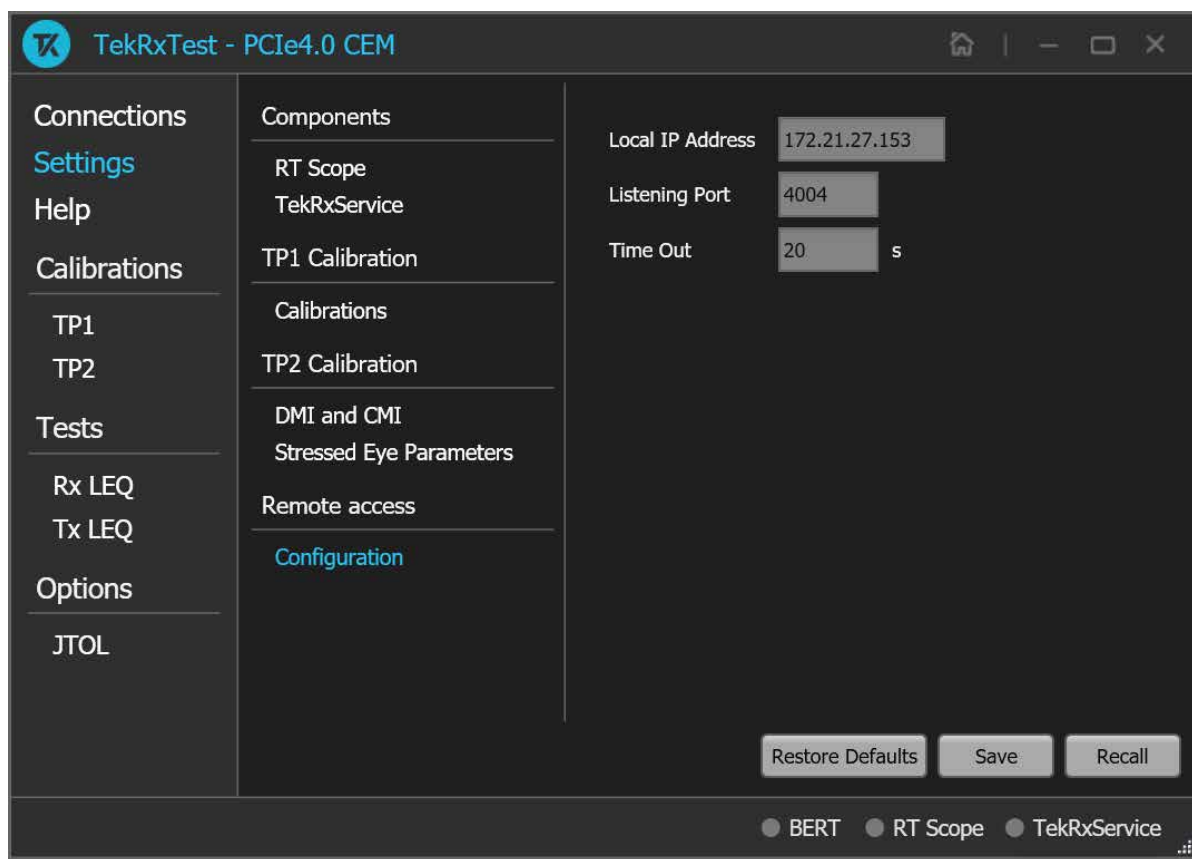 TekRxTest - PCIe4.0 CEM
Connections
Settings
Help
Calibrations
TP1
TP2
Tests
Rx LEQ
Tx LEQ
Options
JTOL
Components
RT Scope
TekRxService
TP1 Calibration
Calibrations
TP2 Calibration
DMI and CMI
Stressed Eye Parameters
Remote access
Configuration
Local IP Address 172.21.27.153
Listening Port 4004
Time Out 20 s
Restore Defaults Save Recall
BERT RT Scope TekRxService